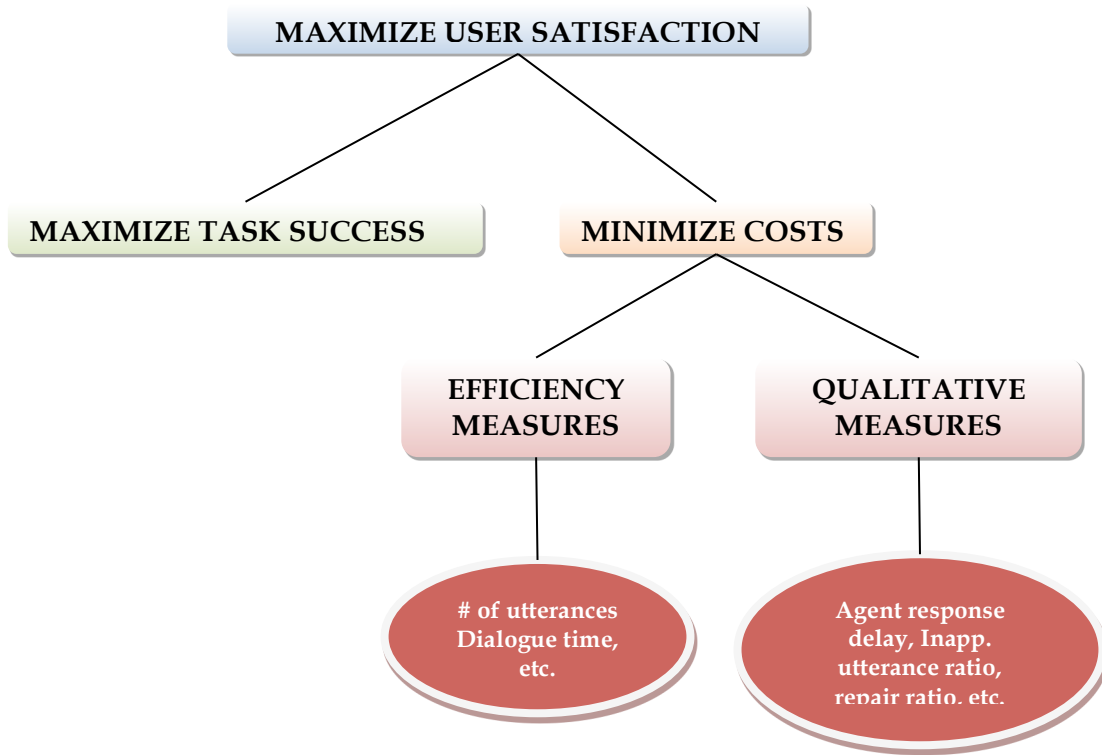 MAXIMIZE USER SATISFACTION
MAXIMIZE TASK SUCCESS
MINIMIZE COSTS
EFFICIENCY
MEASURES
QUALITATIVE
MEASURES
# of utterances
Dialogue time,
etc.
Agent response
delay, Inapp.
utterance ratio,
repair ratio, etc.